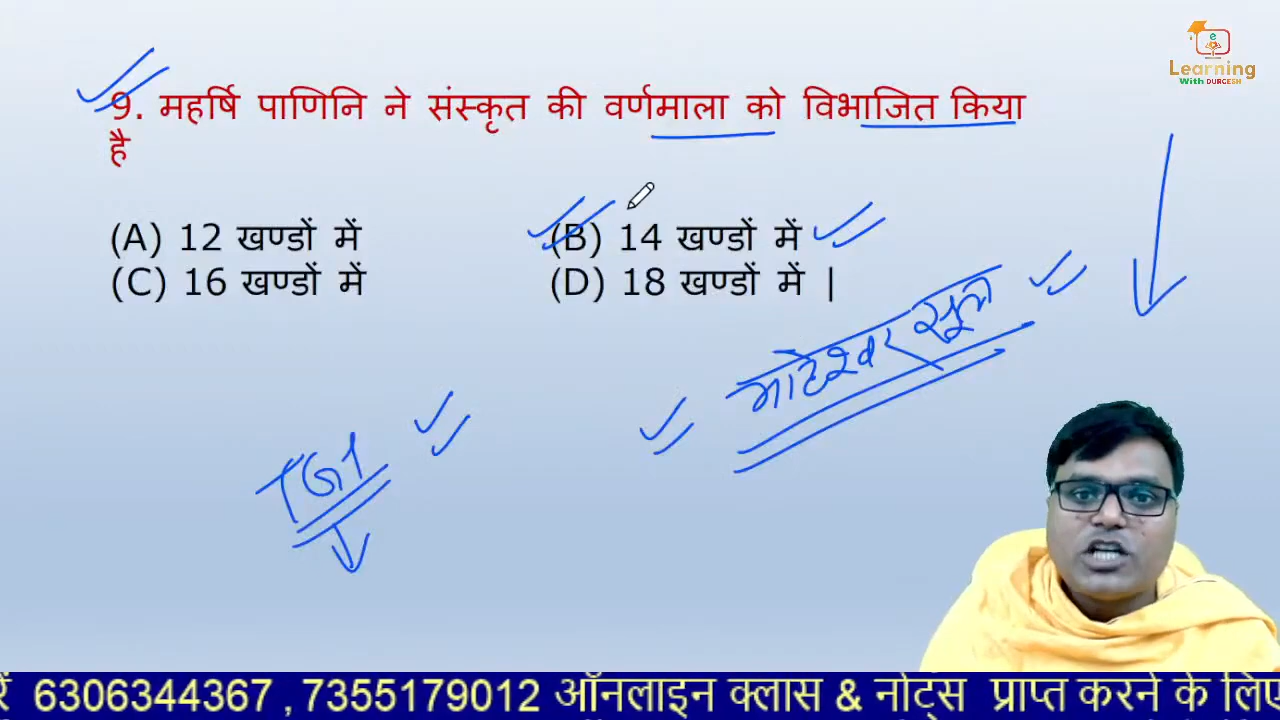 e
Learning
With DURGESH
9. महर्षि पाणिनि ने संस्कृत की वर्णमाला को विभाजित किया
है
(A) 12 खण्डों में
(B) 14 खण्डों में
(C) 16 खण्डों में
(D) 18 खण्डों में |
माहेश्वर सूत्र
रें 6306344367 , 7355179012 ऑनलाइन क्लास & नोट्स प्राप्त करने के लिए